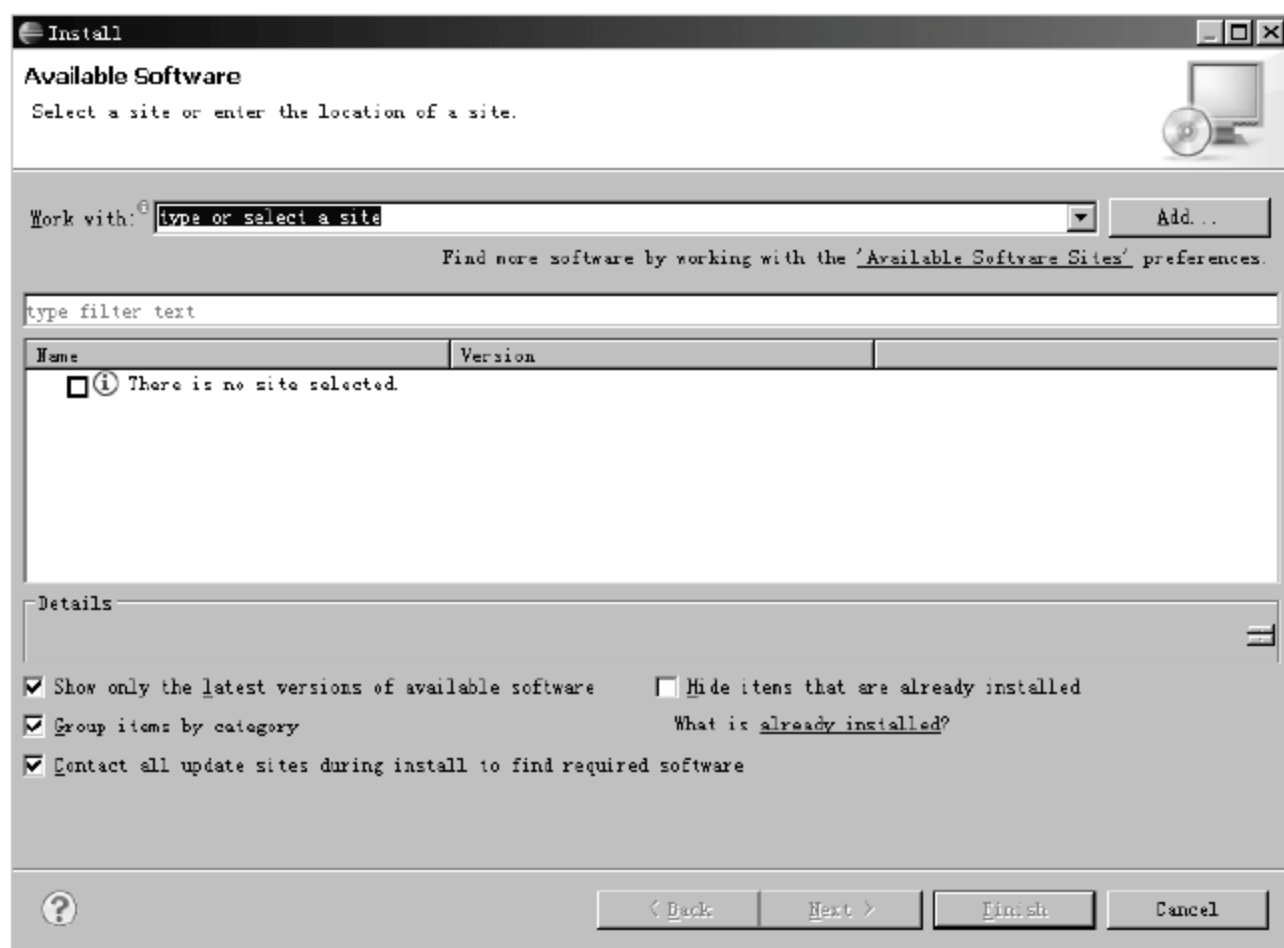 Install
Available Software
Select a site or enter the location of a site.
Work with: type or select a site Add...
Find more software by working with the 'Available Software Sites' preferences.
type filter text
Name Version
There is no site selected.
Details
Show only the latest versions of available software Hide items that are already installed
Group items by category What is already installed?
Contact all update sites during install to find required software
? < Back Next > Finish Cancel